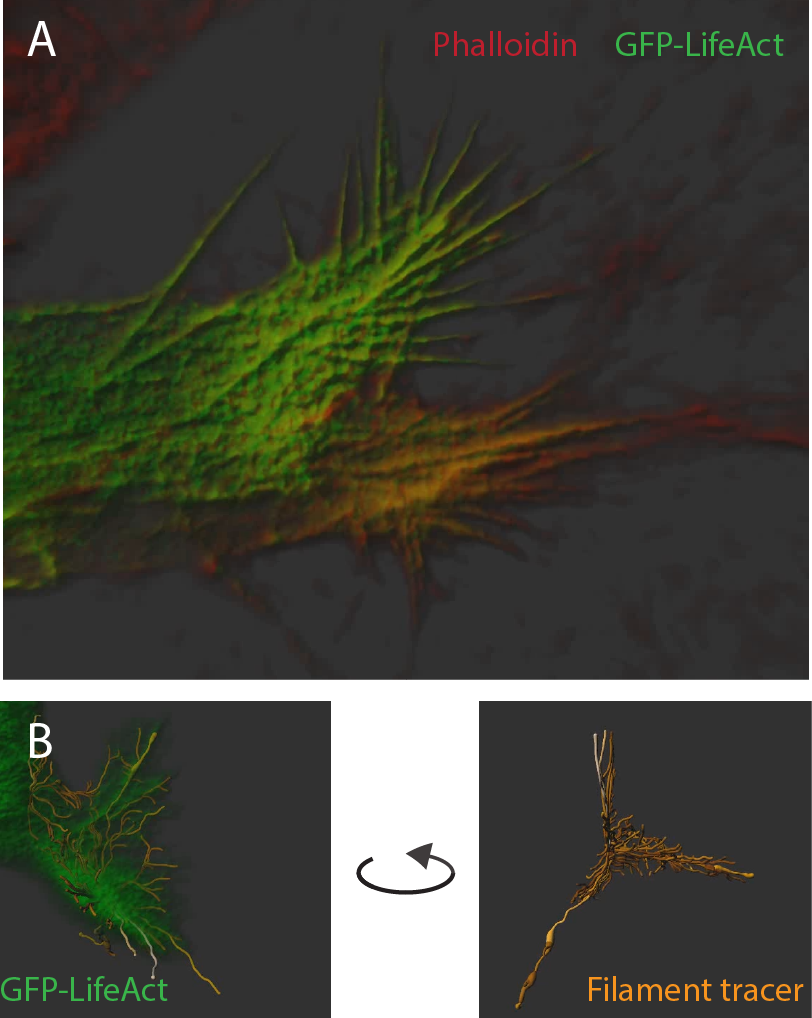 A
Phalloidin GFP-LifeAct
B
GFP-LifeAct
Filament tracer